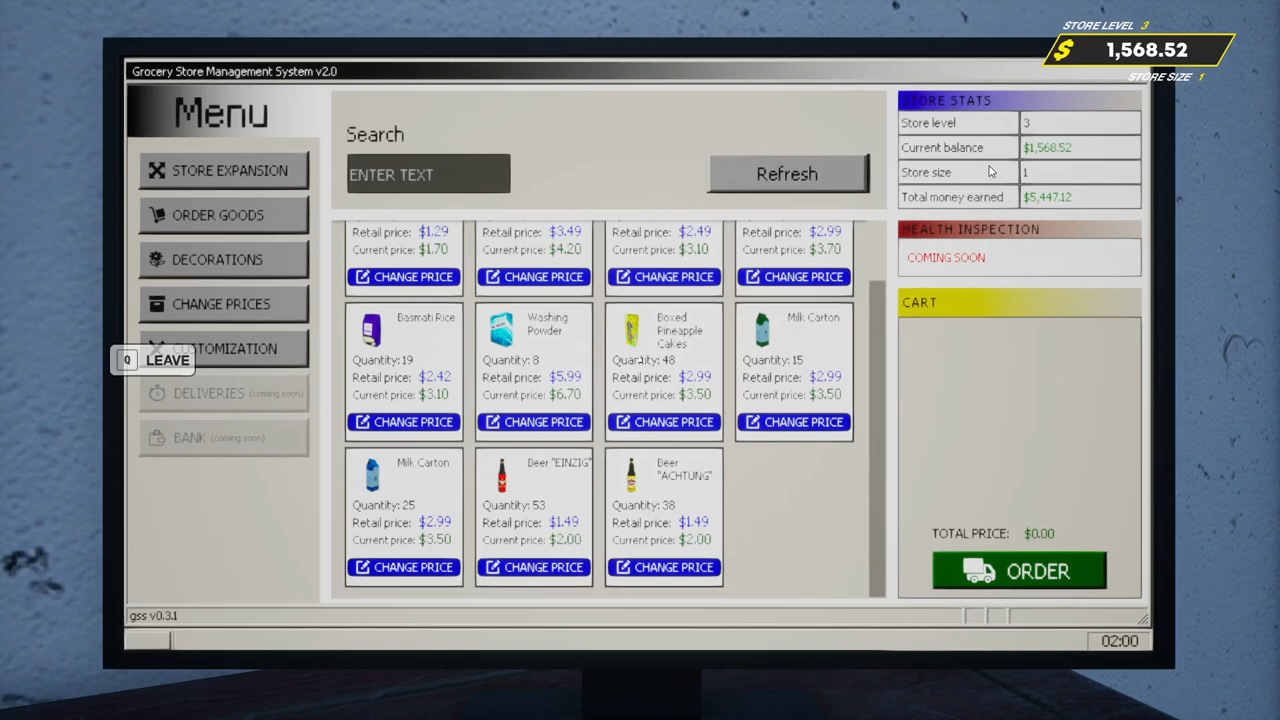 STORE LEVEL 3
$ 1,568.52
STORE SIZE 1
Grocery Store Management System v2.0
Menu
STORE EXPANSION
ORDER GOODS
DECORATIONS
CHANGE PRICES
CUSTOMIZATION
Q LEAVE
DELIVERIES (coming soon)
BANK (coming soon)
Search
ENTER TEXT
Refresh
Retail price: $1.29
Current price: $1.70
CHANGE PRICE
Retail price: $3.49
Current price: $4.20
CHANGE PRICE
Retail price: $2.49
Current price: $3.10
CHANGE PRICE
Retail price: $2.99
Current price: $3.70
CHANGE PRICE
Basmati Rice
Quantity: 19
Retail price: $2.42
Current price: $3.10
CHANGE PRICE
Washing
Powder
Quantity: 8
Retail price: $5.99
Current price: $6.70
CHANGE PRICE
Boxed
Pineapple
Cakes
Quantity: 48
Retail price: $2.99
Current price: $3.50
CHANGE PRICE
Milk Carton
Quantity: 15
Retail price: $2.99
Current price: $3.50
CHANGE PRICE
Milk Carton
Quantity: 25
Retail price: $2.99
Current price: $3.50
CHANGE PRICE
Beer "EINZIG"
Quantity: 53
Retail price: $1.49
Current price: $2.00
CHANGE PRICE
Beer
"ACHTUNG"
Quantity: 38
Retail price: $1.49
Current price: $2.00
CHANGE PRICE
STORE STATS
Store level 3
Current balance $1,568.52
Store size 1
Total money earned $5,447.12
HEALTH INSPECTION
COMING SOON
CART
TOTAL PRICE: $0.00
ORDER
gss v0.3.1
02:00